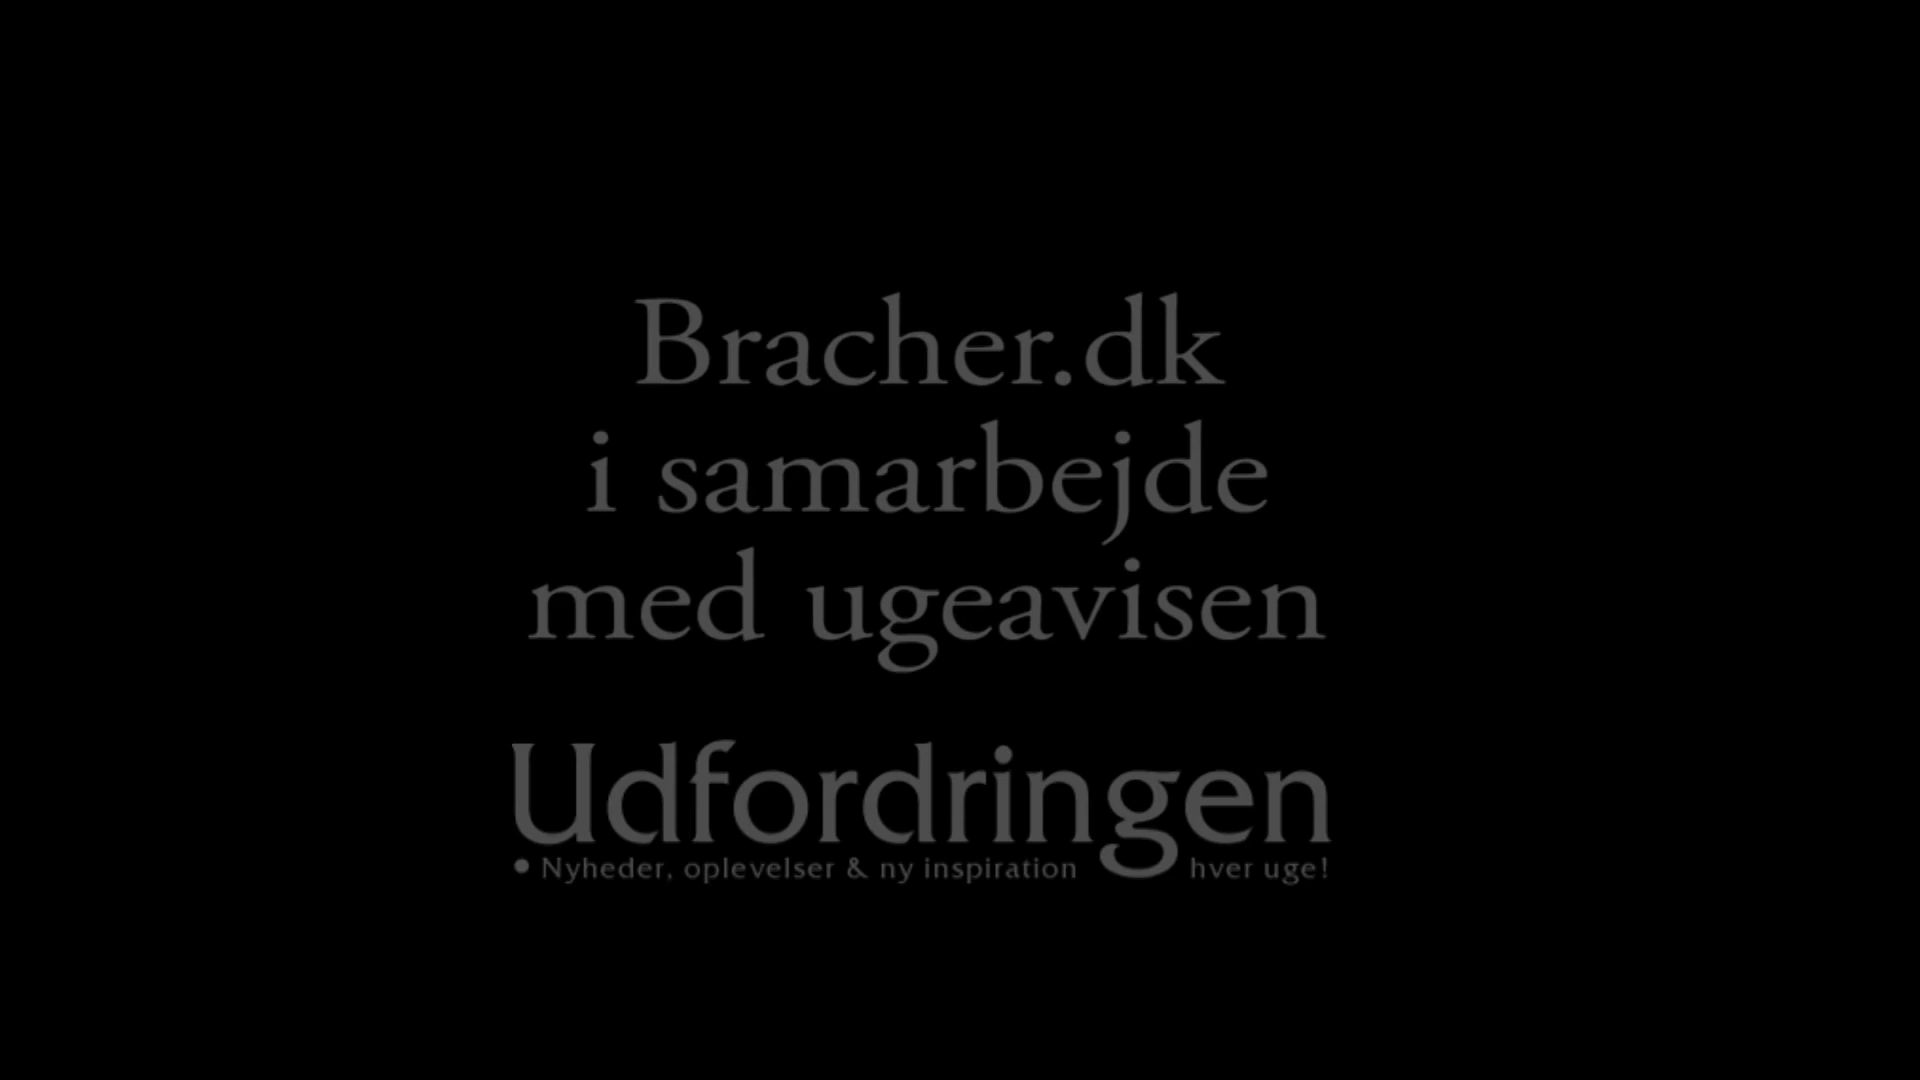 Bracher.dk
i samarbejde
med ugeavisen
Udfordringen
• Nyheder, oplevelser & ny inspiration hver uge!